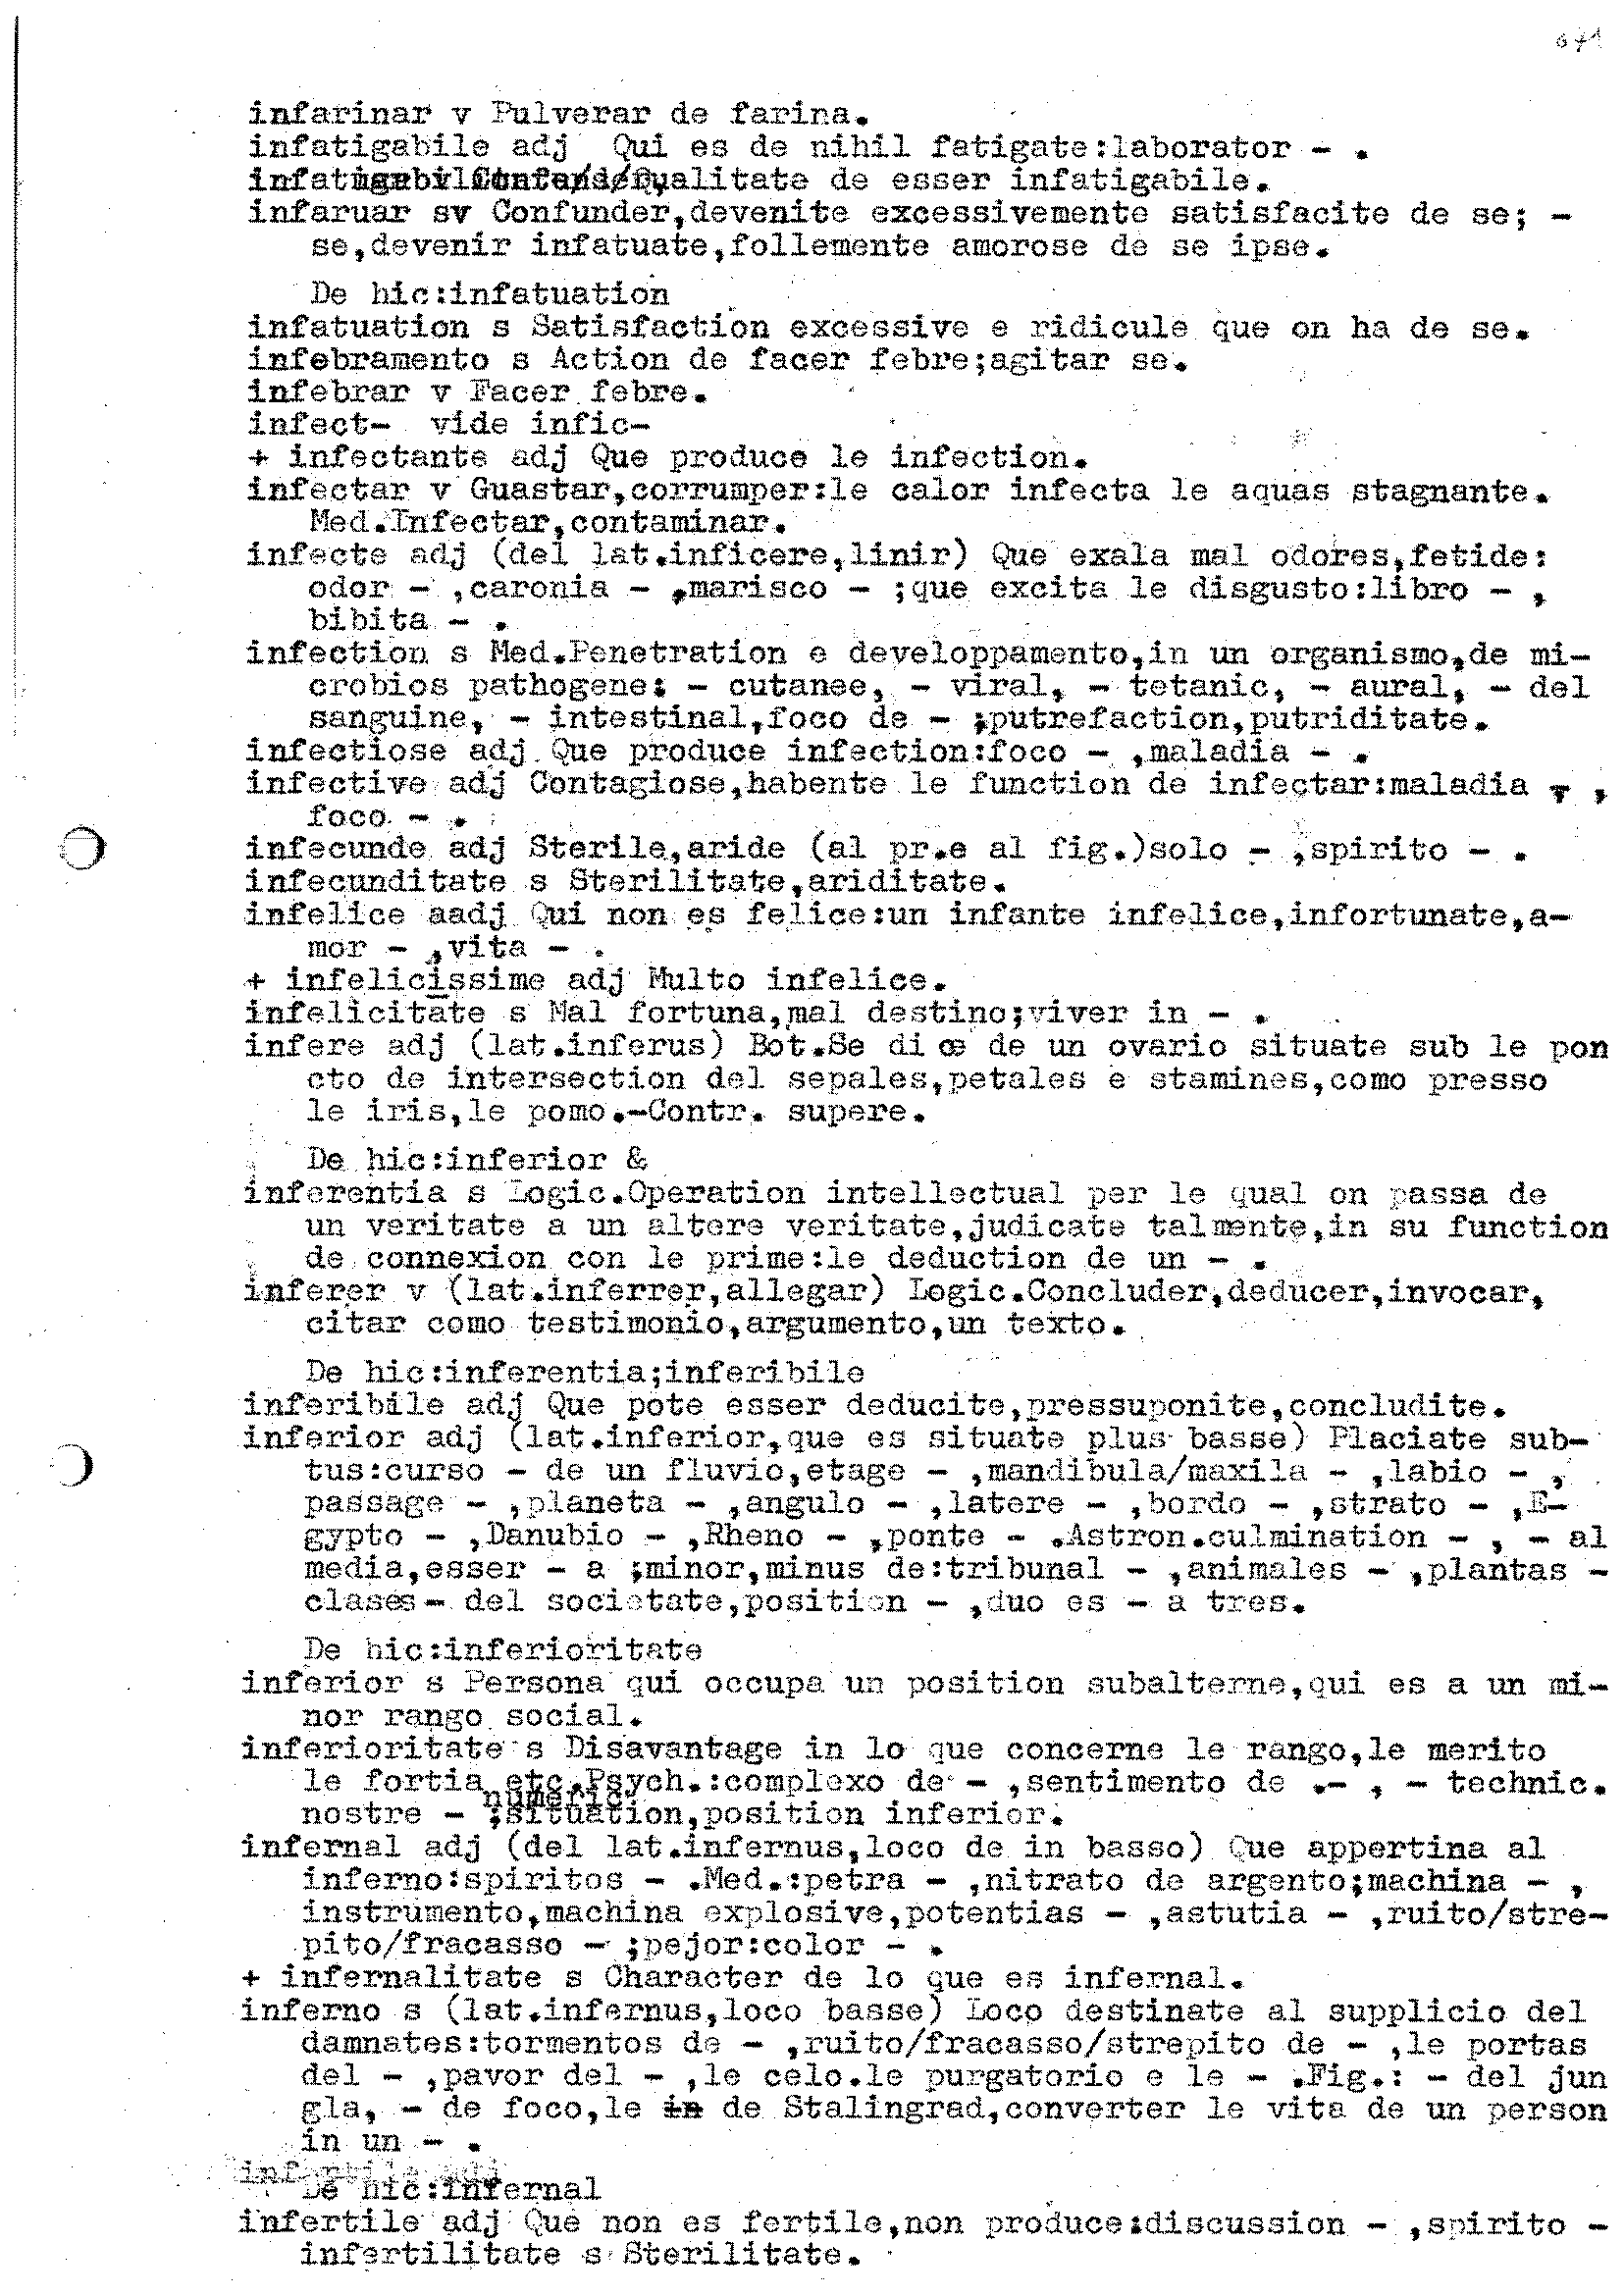 infarinar v Pulverar de farina.
infatigabile adj  Qui es de nihil fatigate:laborator - .
Qualitate de esser infatigabile.
infaruar sv Confunder,devenite excessivemente satisfacite de se; -
se,devenir infatuate,follemente amorose de se ipse.
De hic:infatuation
infatuation s Satisfaction excessive e ridicule que on ha de se.
infebramento s Action de facer febre;agitar se.
infebrar v Facer febre.
infect-  vide infic-
+ infectante adj Que produce le infection.
infectar v Guastar,corrumper:le calor infecta le aquas stagnante.
Med.Infectar,contaminar.
infecte adj (del lat.inficere,linir) Que exala mal odores,fetide:
odor - ,caronia - ,marisco - ;que excita le disgusto:libro - ,
bibita - .
infection s Med.Penetration e developpamento,in un organismo,de mi-
crobios pathogene: - cutanee, - viral, - tetanic, - aural, - del
sanguine, - intestinal,foco de - ;putrefaction,putriditate.
infectiose adj Que produce infection:foco - ,maladia - .
infective adj Contagiose,habente le function de infectar:maladia - ,
foco - .
infecunde adj Sterile,aride (al pr.e al fig.)solo - ,spirito - .
infecunditate s Sterilitate,ariditate.
infelice aadj Qui non es felice:un infante infelice,infortunate,a-
mor - ,vita - .
+ infelicissime adj Multo infelice.
infelicitate s Mal fortuna,mal destino;viver in - .
infere adj (lat.inferus) Bot.Se dice de un ovario situate sub le pon
cto de intersection del sepales,petales e stamines,como presso
le iris,le pomo.-Contr. supere.
De hic:inferior &
inferentia s Logic.Operation intellectual per le qual on passa de
un veritate a un altere veritate,judicate talmente,in su function
de connexion con le prime:le deduction de un - .
inferer v (lat.inferrer,allegar) Logic.Concluder,deducer,invocar,
citar como testimonio,argumento,un texto.
De hic:inferentia;inferibile
inferibile adj Que pote esser deducite,pressuponite,concludite.
inferior adj (lat.inferior,que es situate plus basse) Placiate sub-
tus:curso - de un fluvio,etage - ,mandibula/maxila - ,labio - ,
passage - ,planeta - ,angulo - ,latere - ,bordo - ,strato - ,E-
gypto - ,Danubio - ,Rheno - ,ponte - .Astron.culmination - , - al
media,esser - a ;minor,minus de:tribunal - ,animales - ,plantas -
clases - del societate,position - ,duo es - a tres.
De hic:inferioritate
inferior s Persona qui occupa un position subalterne,qui es a un mi-
nor rango social.
inferioritate s Disavantage in lo que concerne le rango,le merito
le fortia etc.Psych.:complexo de - ,sentimento de .- , - technic.
numeric
nostre - ;situation,position inferior.
infernal adj (del lat.infernus,loco de in basso) Que appertina al
inferno:spiritos - .Med.:petra - ,nitrato de argento;machina - ,
instrumento,machina explosive,potentias - ,astutia - ,ruito/stre-
pito/fracasso - ;pejor:color - .
+ infernalitate s Character de lo que es infernal.
inferno s (lat.infernus,loco basse) Loco destinate al supplicio del
damnates:tormentos de - ,ruito/fracasso/strepito de - ,le portas
del - ,pavor del - ,le celo.le purgatorio e le - .Fig.: - del jun
gla, - de foco,le in de Stalingrad,converter le vita de un person
in un - .
infertile adj
De hic:infernal
infertile adj Que non es fertile,non produce:discussion - ,spirito -
infertilitate s Sterilitate.